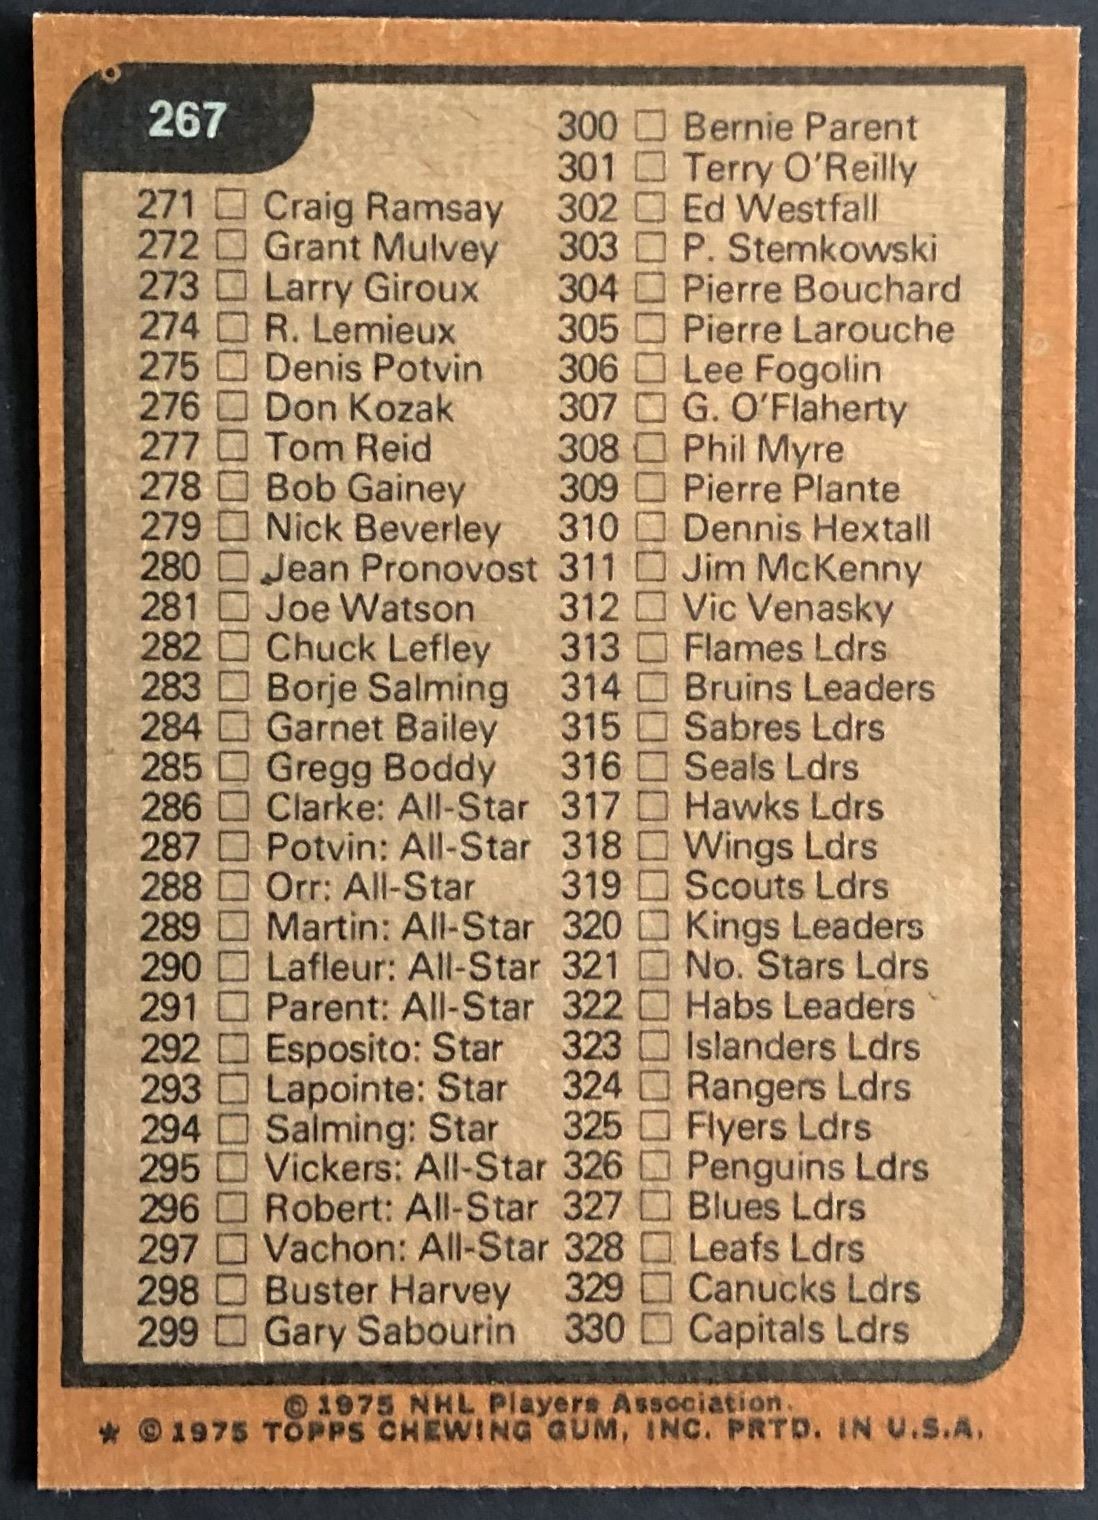 267
271 □ Craig Ramsay
272 □ Grant Mulvey
273 □ Larry Giroux
274 □ R. Lemieux
275 □ Denis Potvin
276 □ Don Kozak
277 □ Tom Reid
278 □ Bob Gainey
279 □ Nick Beverley
280 □ Jean Pronovost
281 □ Joe Watson
282 □ Chuck Lefley
283 □ Borje Salming
284 □ Garnet Bailey
285 □ Gregg Boddy
286 □ Clarke: All-Star
287 □ Potvin: All-Star
288 □ Orr: All-Star
289 □ Martin: All-Star
290 □ Lafleur: All-Star
291 □ Parent: All-Star
292 □ Esposito: Star
293 □ Lapointe: Star
294 □ Salming: Star
295 □ Vickers: All-Star
296 □ Robert: All-Star
297 □ Vachon: All-Star
298 □ Buster Harvey
299 □ Gary Sabourin
300 □ Bernie Parent
301 □ Terry O'Reilly
302 □ Ed Westfall
303 □ P. Stemkowski
304 □ Pierre Bouchard
305 □ Pierre Larouche
306 □ Lee Fogolin
307 □ G. O'Flaherty
308 □ Phil Myre
309 □ Pierre Plante
310 □ Dennis Hextall
311 □ Jim McKenny
312 □ Vic Venasky
313 □ Flames Ldrs
314 □ Bruins Leaders
315 □ Sabres Ldrs
316 □ Seals Ldrs
317 □ Hawks Ldrs
318 □ Wings Ldrs
319 □ Scouts Ldrs
320 □ Kings Leaders
321 □ No. Stars Ldrs
322 □ Habs Leaders
323 □ Islanders Ldrs
324 □ Rangers Ldrs
325 □ Flyers Ldrs
326 □ Penguins Ldrs
327 □ Blues Ldrs
328 □ Leafs Ldrs
329 □ Canucks Ldrs
330 □ Capitals Ldrs
© 1975 NHL Players Association.
★ © 1975 TOPPS CHEWING GUM, INC. PRTD. IN U.S.A.